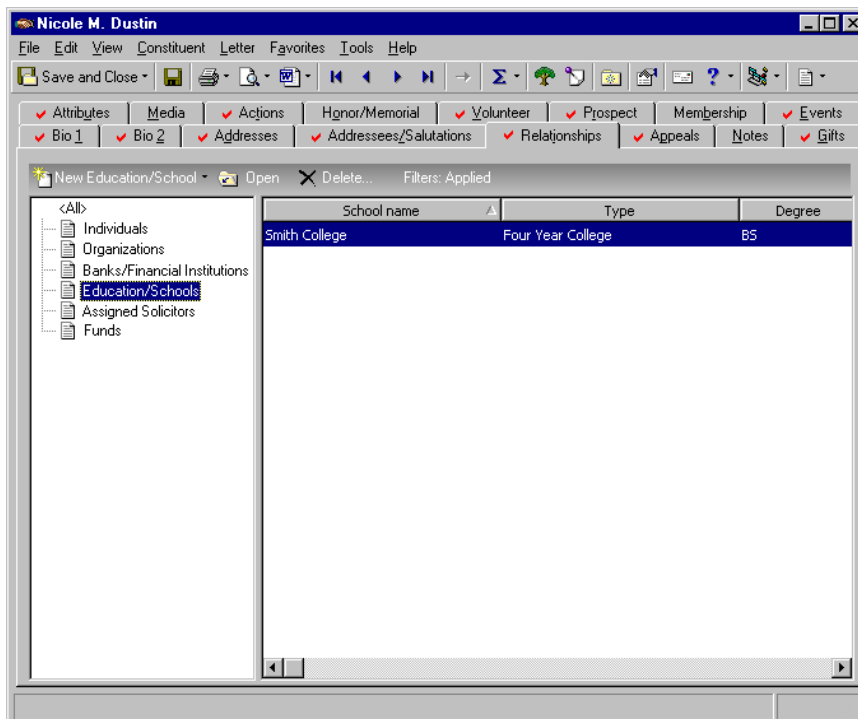 Nicole M. Dustin
File Edit View Constituent Letter Favorites Tools Help
Save and Close
Attributes Media Actions Honor/Memorial Volunteer Prospect Membership Events
Bio 1 Bio 2 Addresses Addressees/Salutations Relationships Appeals Notes Gifts
New Education/School Open Delete... Filters: Applied
<All>
Individuals
Organizations
Banks/Financial Institutions
Education/Schools
Assigned Solicitors
Funds
School name Type Degree
Smith College Four Year College BS